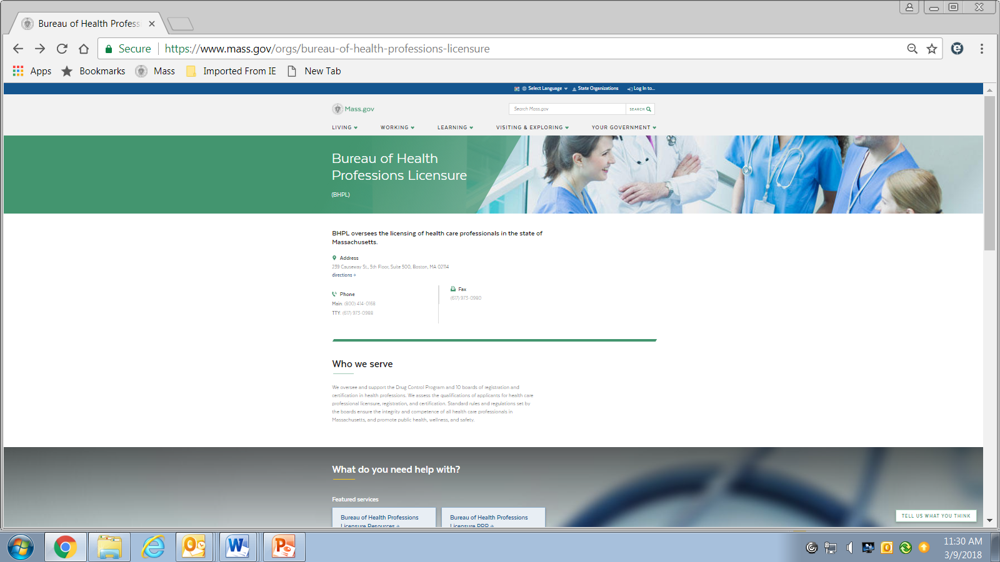 Bureau of Health Profess
Secure https://www.mass.gov/orgs/bureau-of-health-professions-licensure
Apps Bookmarks Mass Imported From IE New Tab
Select Language State Organizations Log In to...
Mass.gov Search Mass.gov SEARCH
LIVING WORKING LEARNING VISITING & EXPLORING YOUR GOVERNMENT
Bureau of Health
Professions Licensure
(BHPL)
BHPL oversees the licensing of health care professionals in the state of
Massachusetts.
Address
239 Causeway St., 5th Floor, Suite 500, Boston, MA 02114
directions
Phone
Main: (800) 414-0168
TTY: (617) 973-0988
Fax
(617) 973-0980
Who we serve
We oversee and support the Drug Control Program and 10 boards of registration and
certification in health professions. We assess the qualifications of applicants for health care
professional licensure, registration, and certification. Standard rules and regulations set by
the boards ensure the integrity and competence of all health care professionals in
Massachusetts, and promote public health, wellness, and safety.
What do you need help with?
Featured services
Bureau of Health Professions
Licensure Resources
Bureau of Health Professions
Licensure PRP
TELL US WHAT YOU THINK
11:30 AM
3/9/2018